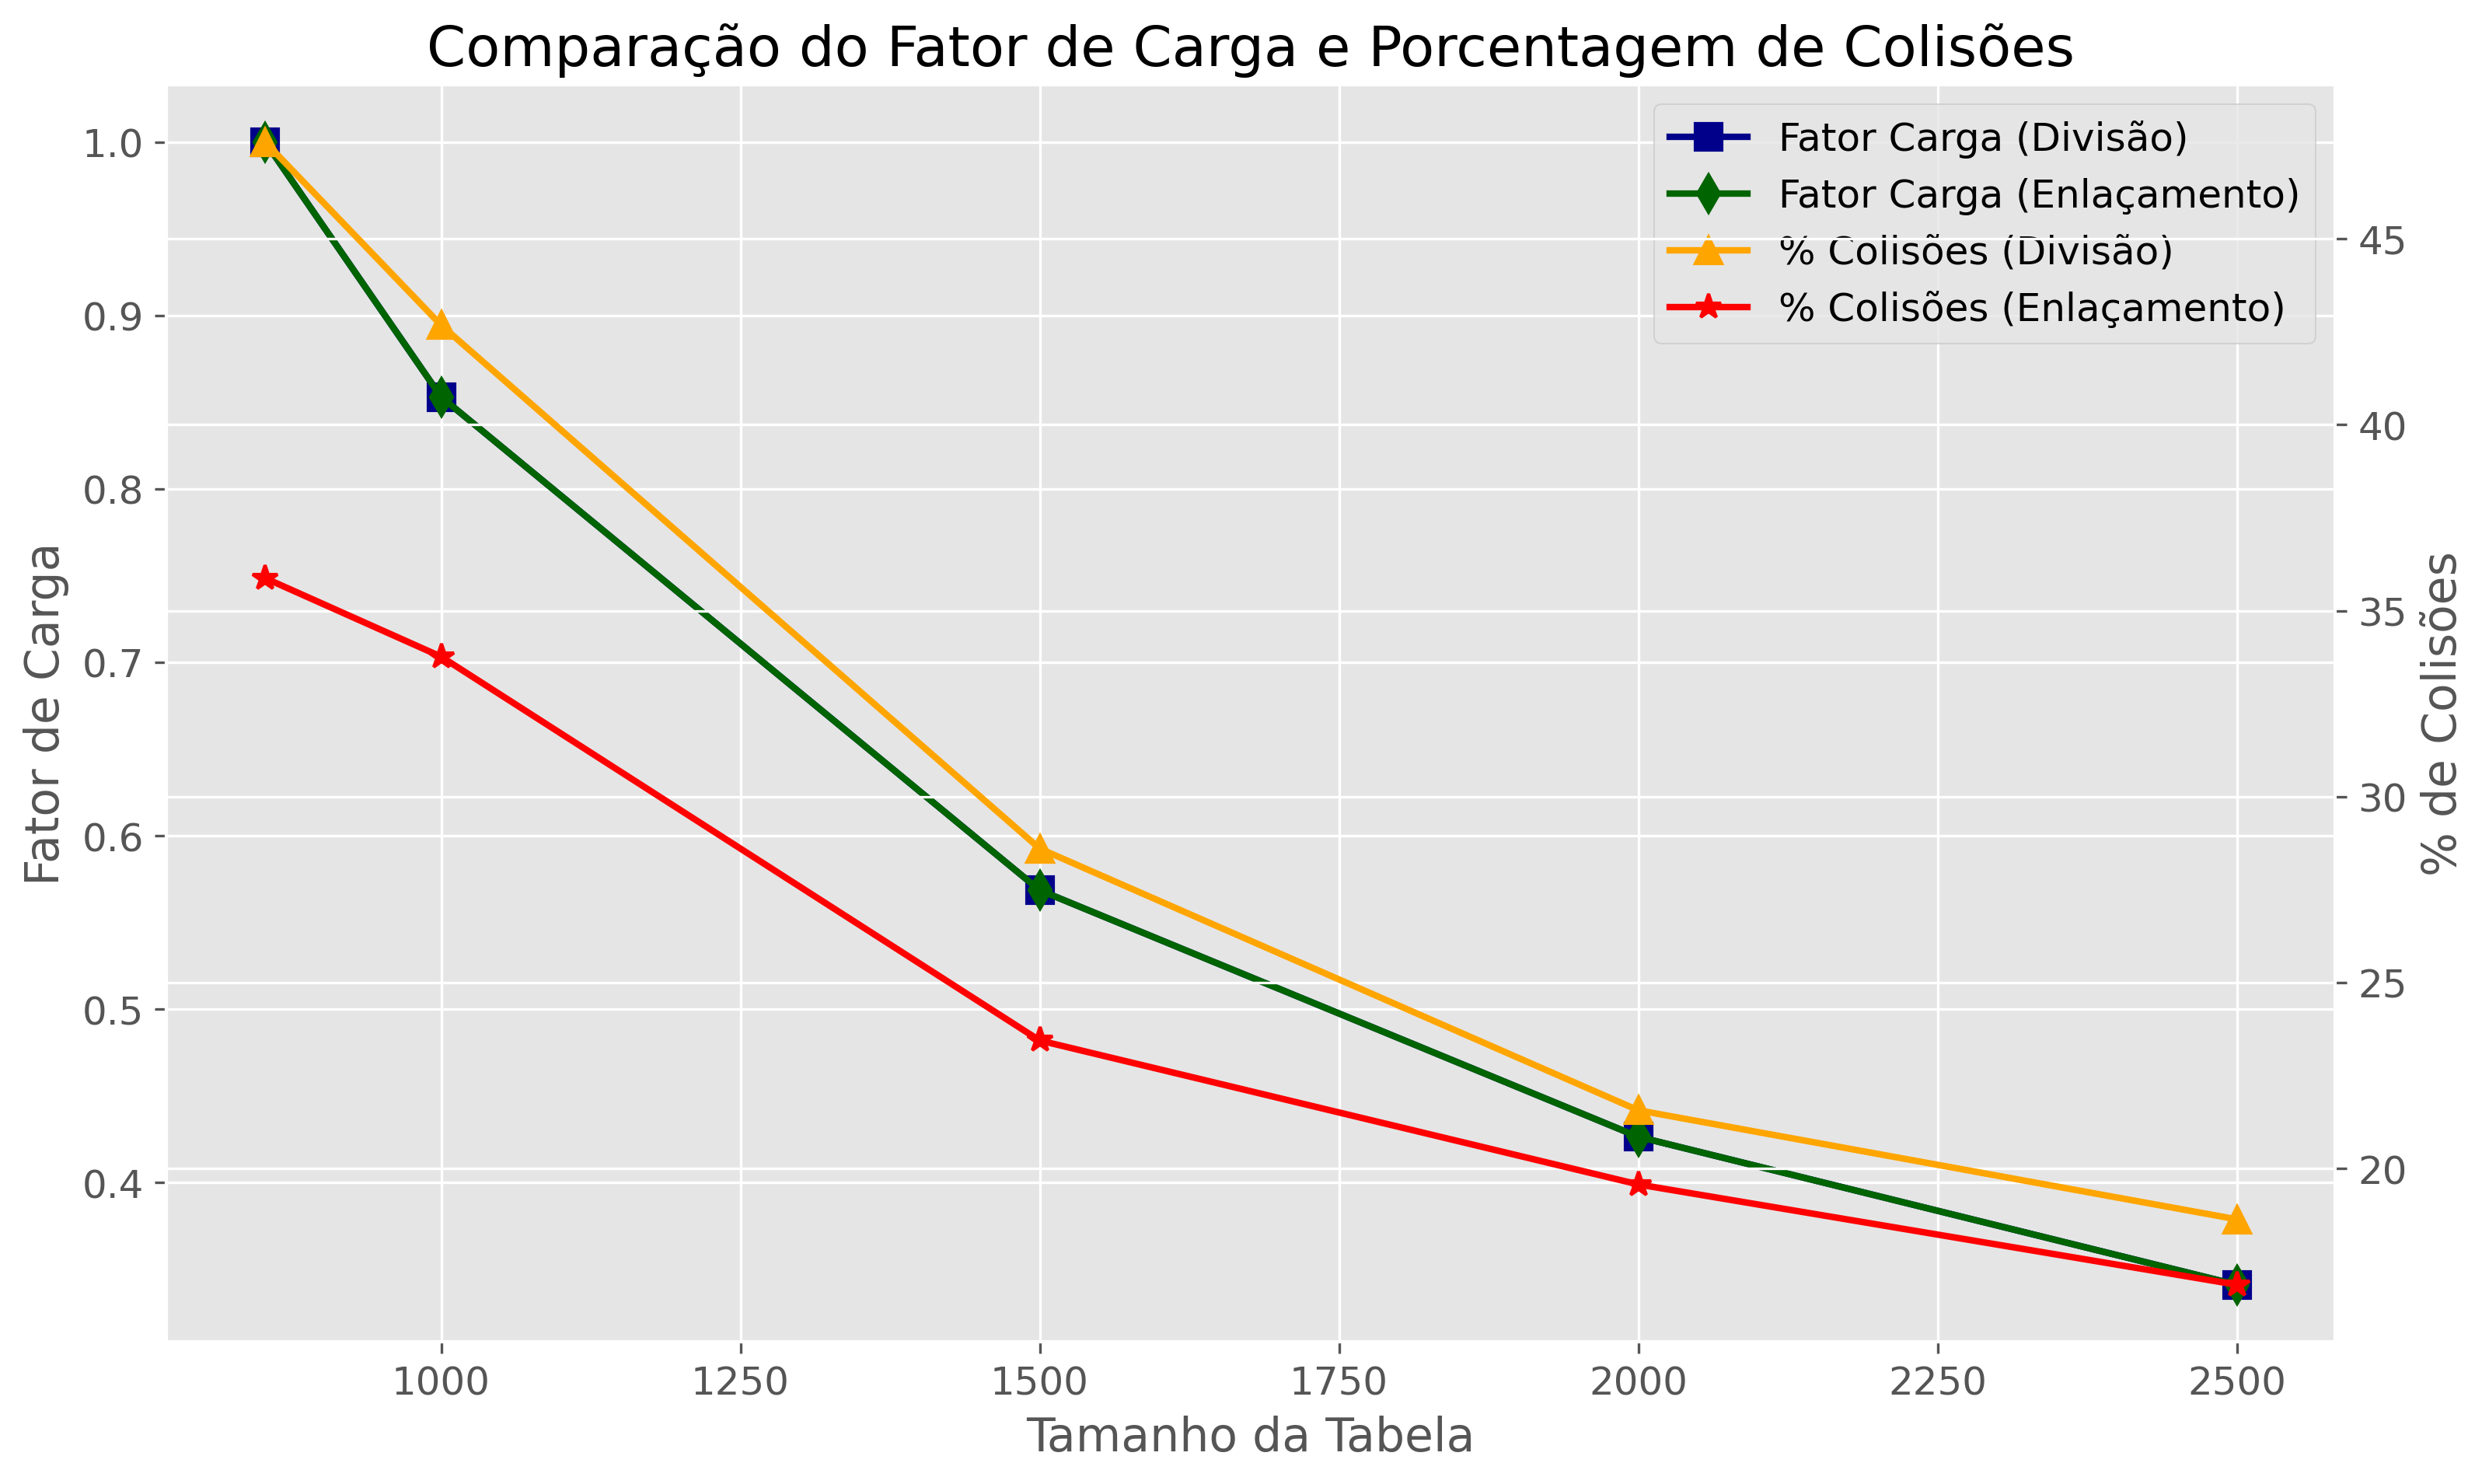 Comparação do Fator de Carga e Porcentagem de Colisões
Fator Carga (Divisão)
Fator Carga (Enlaçamento)
% Colisões (Divisão)
% Colisões (Enlaçamento)
Fator de Carga
1.0
0.9
0.8
0.7
0.6
0.5
0.4
% de Colisões
45
40
35
30
25
20
1000 1250 1500 1750 2000 2250 2500
Tamanho da Tabela